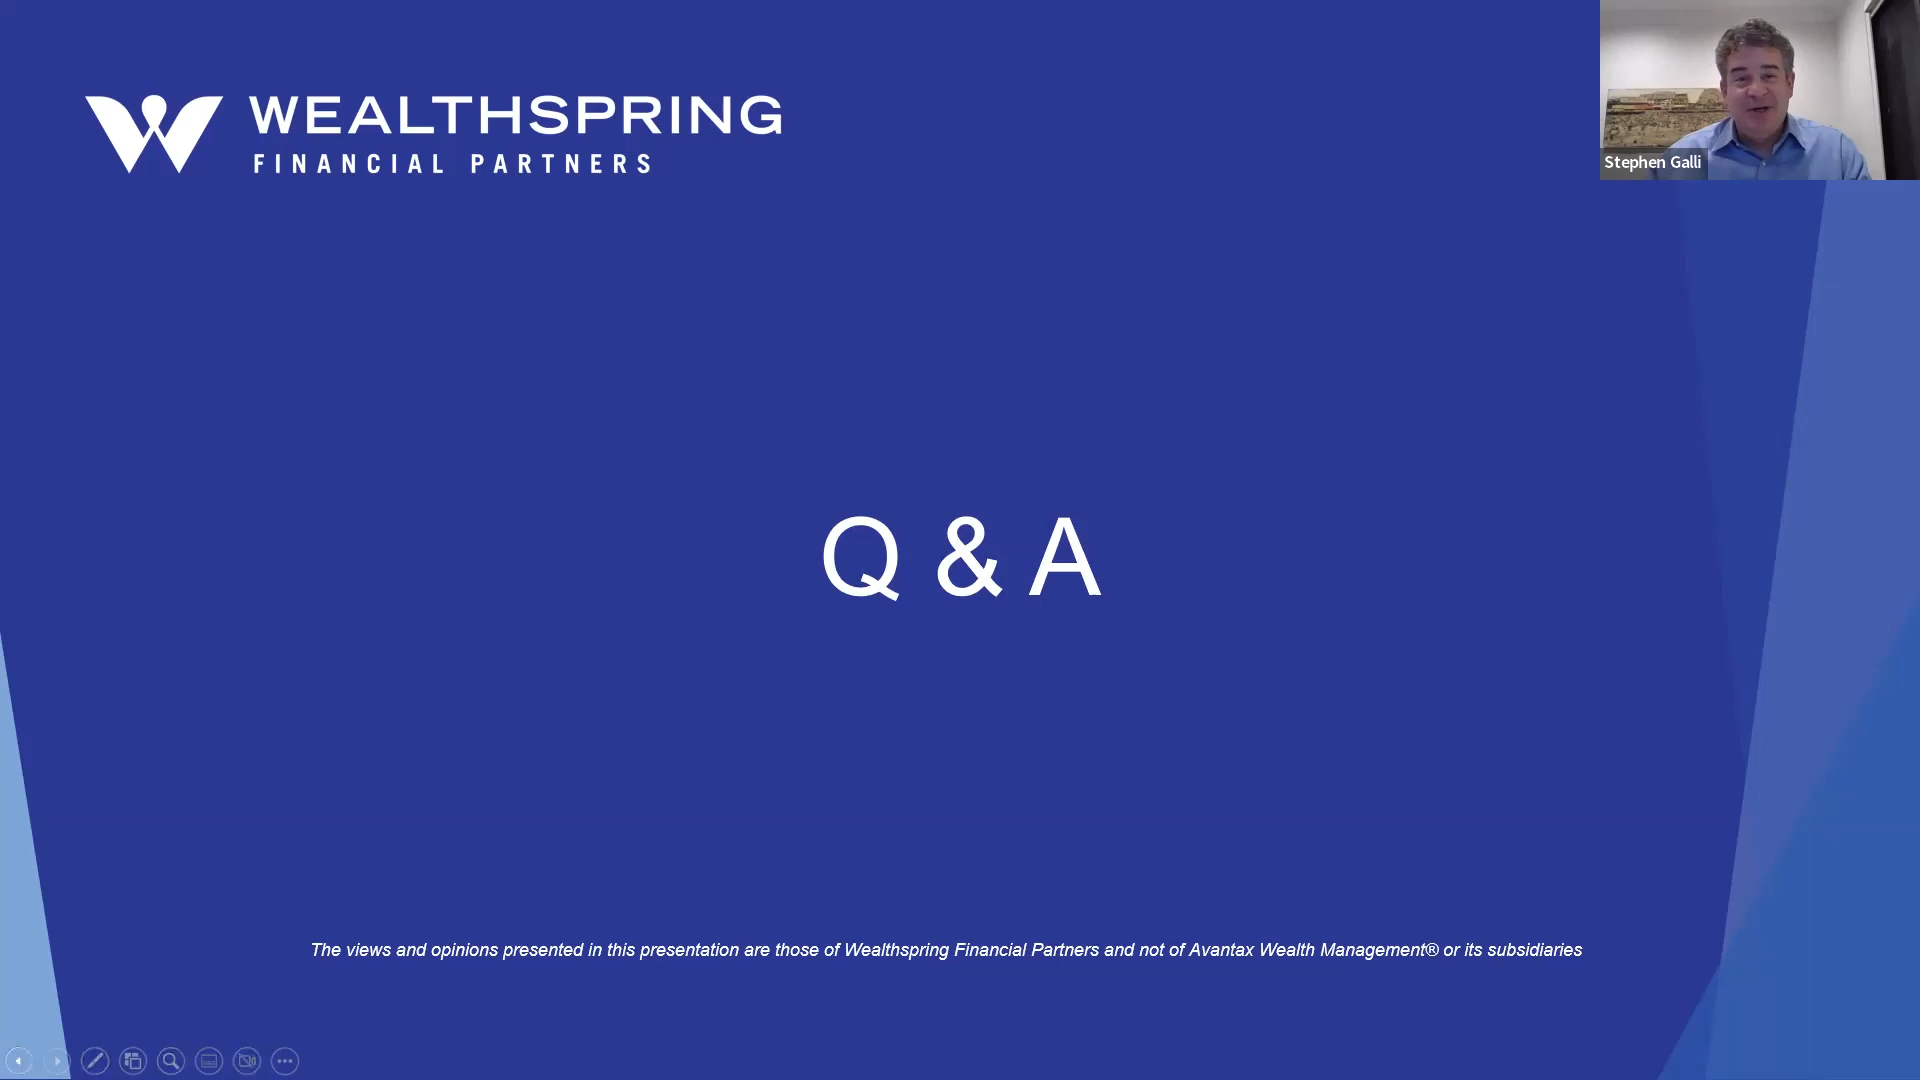 WEALTHSPRING
FINANCIAL PARTNERS
Stephen Galli
Q & A
The views and opinions presented in this presentation are those of Wealthspring Financial Partners and not of Avantax Wealth Management® or its subsidiaries